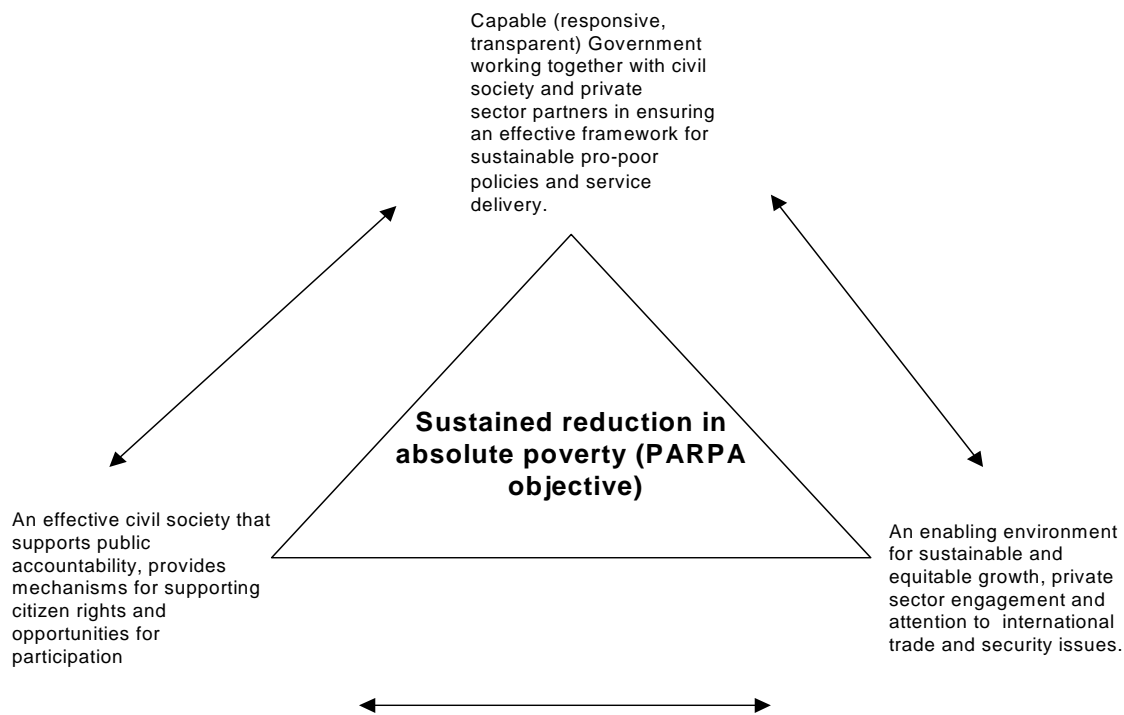 Capable (responsive,
transparent) Government
working together with civil
society and private
sector partners in ensuring
an effective framework for
sustainable pro-poor
policies and service
delivery.
Sustained reduction in
absolute poverty (PARPA
objective)
An effective civil society that
supports public
accountability, provides
mechanisms for supporting
citizen rights and
opportunities for
participation
An enabling environment
for sustainable and
equitable growth, private
sector engagement and
attention to international
trade and security issues.